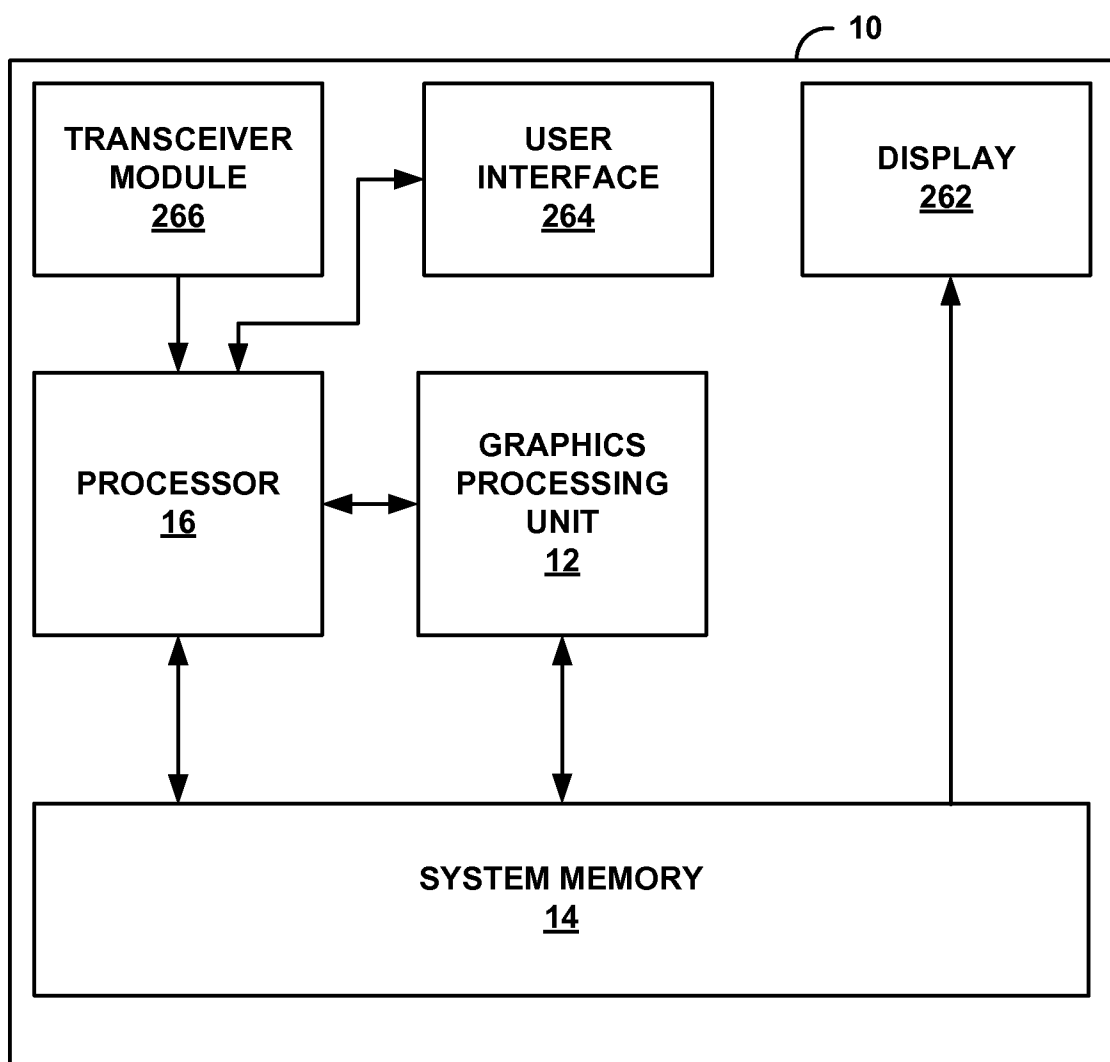 10
TRANSCEIVER
MODULE
266
USER
INTERFACE
264
DISPLAY
262
PROCESSOR
16
GRAPHICS
PROCESSING
UNIT
12
SYSTEM MEMORY
14